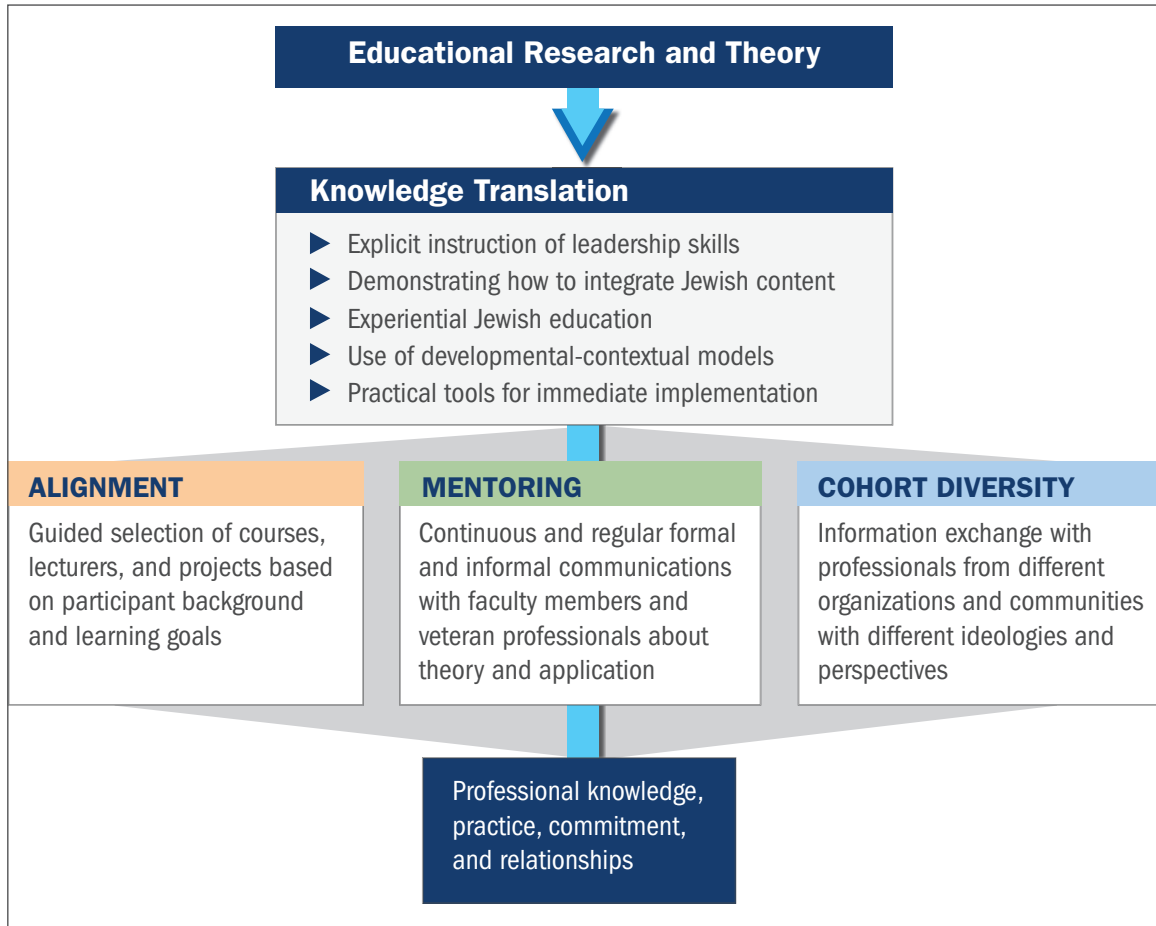 Educational Research and Theory
Knowledge Translation
Explicit instruction of leadership skills
Demonstrating how to integrate Jewish content
Experiential Jewish education
Use of developmental-contextual models
Practical tools for immediate implementation
ALIGNMENT
Guided selection of courses,
lecturers, and projects based
on participant background
and learning goals
MENTORING
Continuous and regular formal
and informal communications
with faculty members and
veteran professionals about
theory and application
COHORT DIVERSITY
Information exchange with
professionals from different
organizations and communities
with different ideologies and
perspectives
Professional knowledge,
practice, commitment,
and relationships